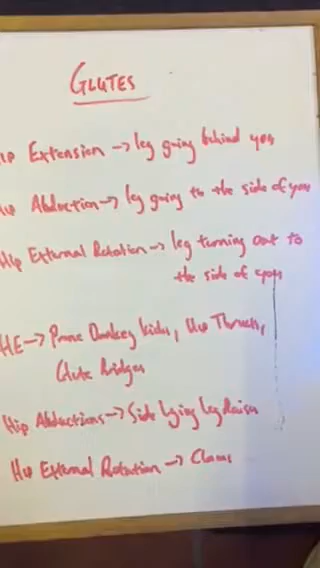 GLUTES
Hip Extension → leg going behind you
Hip Abduction → leg going to the side of you
Hip External Rotation → leg turning out to
the side of you
HE → Prone Donkey kicks, Hip Thrusts,
Glute Bridges
Hip Abductions → Side lying leg Raises
Hip External Rotation → Clams